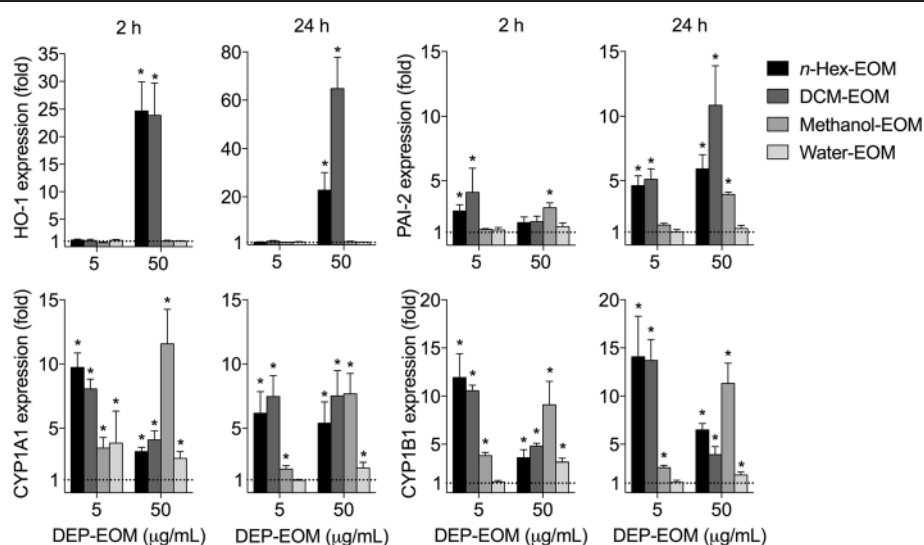 2 h
24 h
2 h
24 h
HO-1 expression (fold)
35
30
25
20
15
10
5
1
5
50
80
60
40
20
1
5
50
PAI-2 expression (fold)
15
10
5
1
5
50
15
10
5
1
5
50
n-Hex-EOM
DCM-EOM
Methanol-EOM
Water-EOM
* *
* *
* * *
* * * * *
CYP1A1 expression (fold)
15
10
5
1
5
50
DEP-EOM (μg/mL)
15
10
5
1
5
50
DEP-EOM (μg/mL)
CYP1B1 expression (fold)
20
15
10
5
1
5
50
DEP-EOM (μg/mL)
20
15
10
5
1
5
50
DEP-EOM (μg/mL)
* * * * * * * *
* * * * * * *
* * * * * * *
* * * * * * *